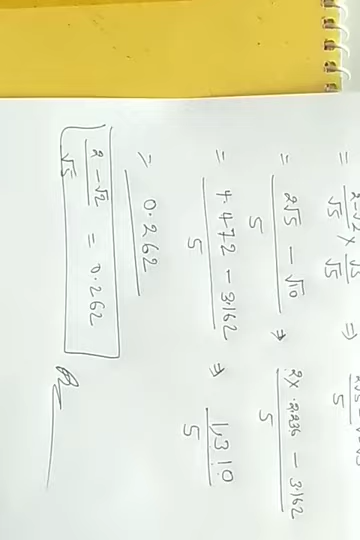 = 2-√2/√5 × √5/√5 ⇒
= 2√5 - √10/5 ⇒ 2 × 2.236 - 3.162/5
= 4.472 - 3.162/5 ⇒ 1.310/5
= 0.262
2-√2/√5 = 0.262